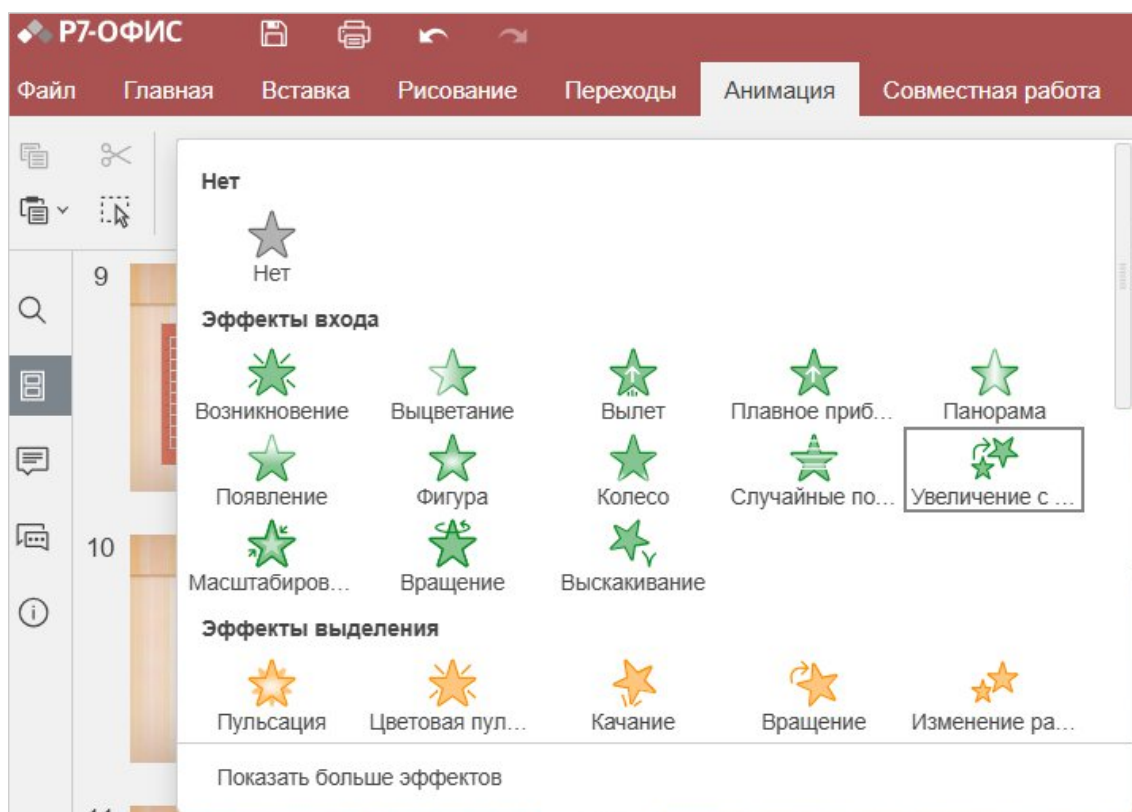 Р7-ОФИС
Файл Главная Вставка Рисование Переходы Анимация Совместная работа
Нет
Нет
9
Эффекты входа
Возникновение Выцветание Вылет Плавное приб... Панорама
Появление Фигура Колесо Случайные по... Увеличение с ...
Масштабиров... Вращение Выскакивание
10
Эффекты выделения
Пульсация Цветовая пул... Качание Вращение Изменение ра...
Показать больше эффектов